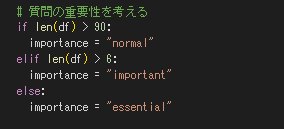 # 質問の重要性を考える
if len(df) > 90:
  importance = "normal"
elif len(df) > 6:
  importance = "important"
else:
  importance = "essential"